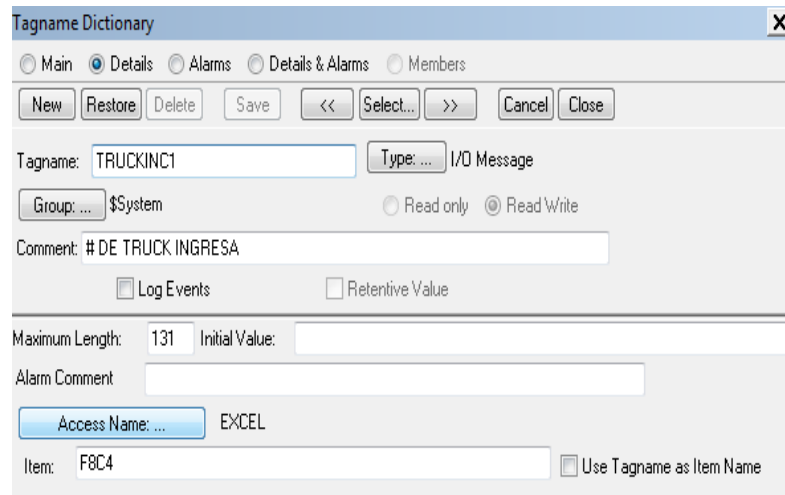 Tagname Dictionary X
Main Details Alarms Details & Alarms Members
New Restore Delete Save << Select... >> Cancel Close
Tagname: TRUCKINC1 Type: ... I/O Message
Group: ... $System Read only Read Write
Comment: # DE TRUCK INGRESA
Log Events Retentive Value
Maximum Length: 131 Initial Value:
Alarm Comment
Access Name: ... EXCEL
Item: F8C4 Use Tagname as Item Name